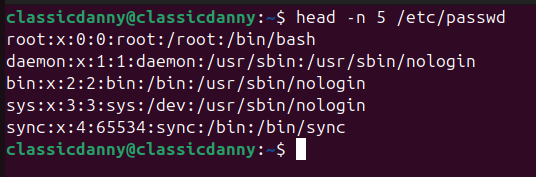 classicdanny@classicdanny:~$ head -n 5 /etc/passwd
root:x:0:0:root:/root:/bin/bash
daemon:x:1:1:daemon:/usr/sbin:/usr/sbin/nologin
bin:x:2:2:bin:/bin:/usr/sbin/nologin
sys:x:3:3:sys:/dev:/usr/sbin/nologin
sync:x:4:65534:sync:/bin:/bin/sync
classicdanny@classicdanny:~$